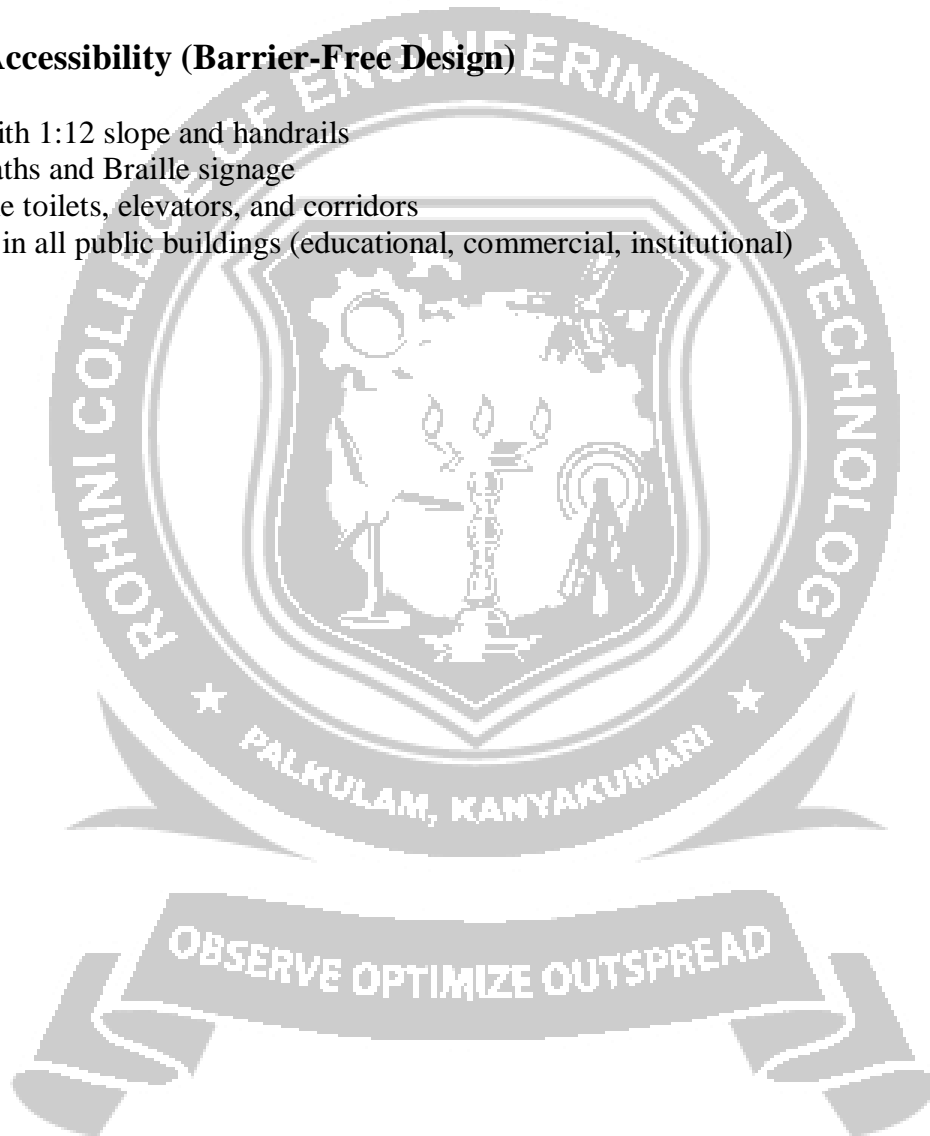 Accessibility (Barrier-Free Design)
ith 1:12 slope and handrails
aths and Braille signage
e toilets, elevators, and corridors
in all public buildings (educational, commercial, institutional)
ROHINI COLLEGE OF ENGINEERING AND TECHNOLOGY
PALKULAM, KANYAKUMARI
OBSERVE OPTIMIZE OUTSPREAD